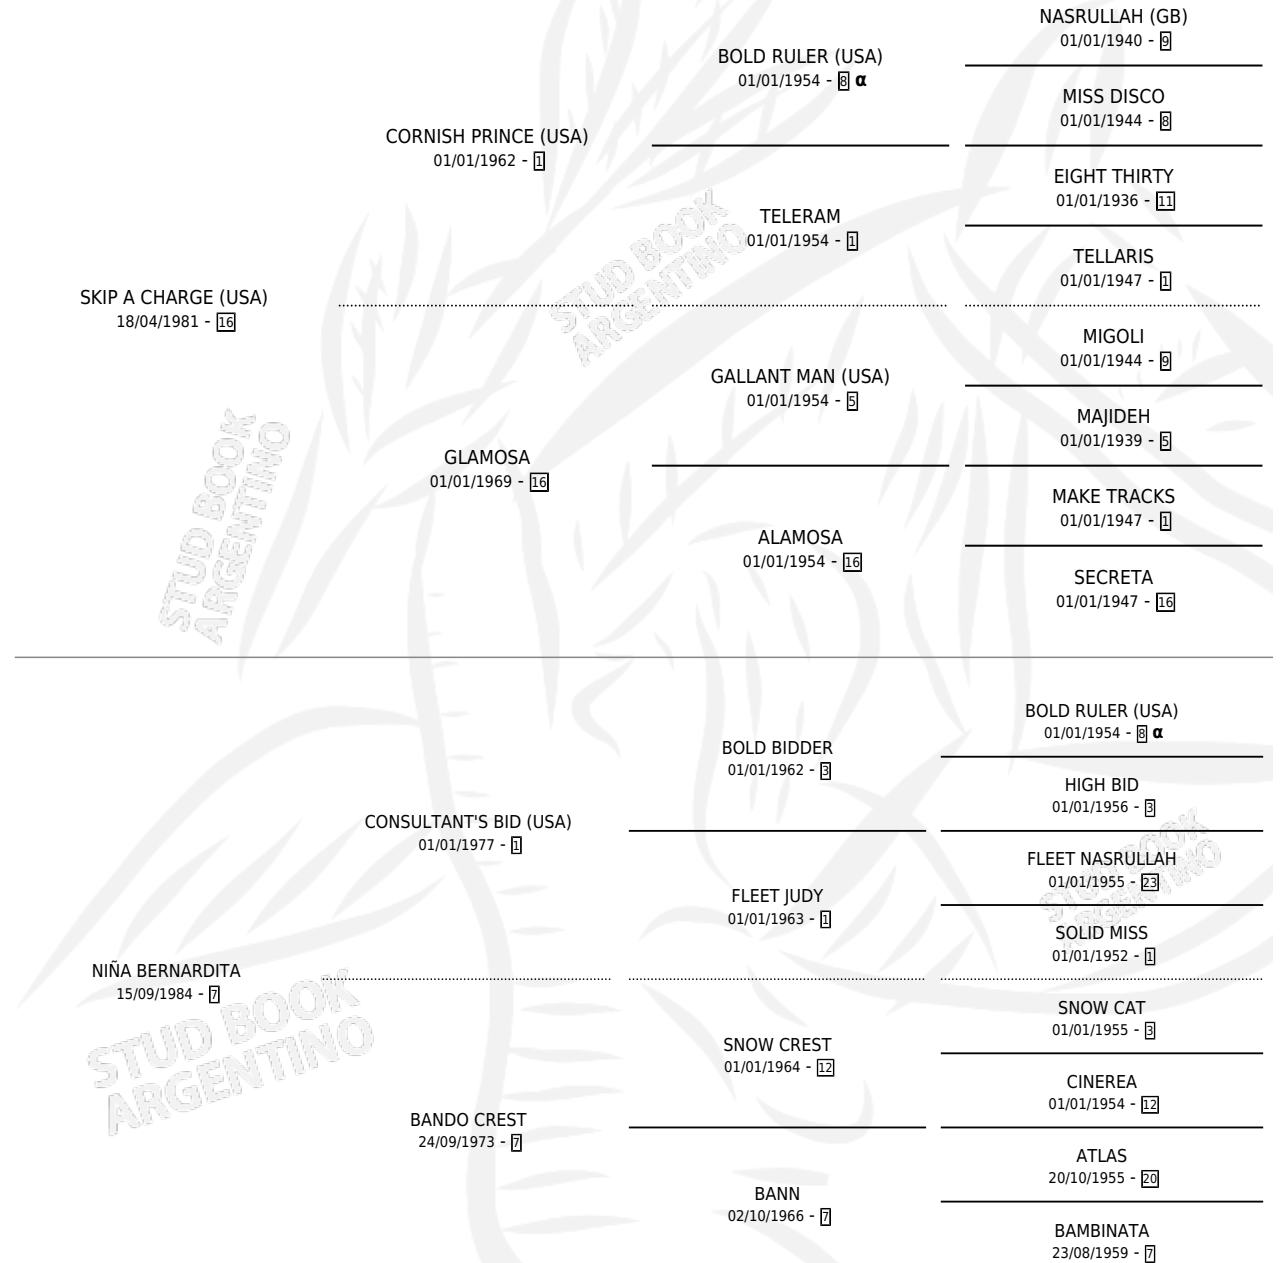 NASRULLAH (GB)
01/01/1940 - 9
BOLD RULER (USA)
01/01/1954 - 8 α
MISS DISCO
01/01/1944 - 8
CORNISH PRINCE (USA)
01/01/1962 - 1
EIGHT THIRTY
01/01/1936 - 11
TELERAM
01/01/1954 - 1
TELLARIS
01/01/1947 - 1
SKIP A CHARGE (USA)
18/04/1981 - 16
MIGOLI
01/01/1944 - 9
GALLANT MAN (USA)
01/01/1954 - 5
MAJIDEH
01/01/1939 - 5
GLAMOSA
01/01/1969 - 16
MAKE TRACKS
01/01/1947 - 1
ALAMOSA
01/01/1954 - 16
SECRETA
01/01/1947 - 16
STUD BOOK
ARGENTINO
STUD BOOK
ARGENTINO
BOLD RULER (USA)
01/01/1954 - 8 α
BOLD BIDDER
01/01/1962 - 3
HIGH BID
01/01/1956 - 3
CONSULTANT'S BID (USA)
01/01/1977 - 1
FLEET NASRULLAH
01/01/1955 - 23
FLEET JUDY
01/01/1963 - 1
SOLID MISS
01/01/1952 - 1
NIÑA BERNARDITA
15/09/1984 - 7
SNOW CAT
01/01/1955 - 3
SNOW CREST
01/01/1964 - 12
CINEREA
01/01/1954 - 12
BANDO CREST
24/09/1973 - 7
ATLAS
20/10/1955 - 20
BANN
02/10/1966 - 7
BAMBINATA
23/08/1959 - 7
STUD BOOK
ARGENTINO
STUD BOOK
ARGENTINO